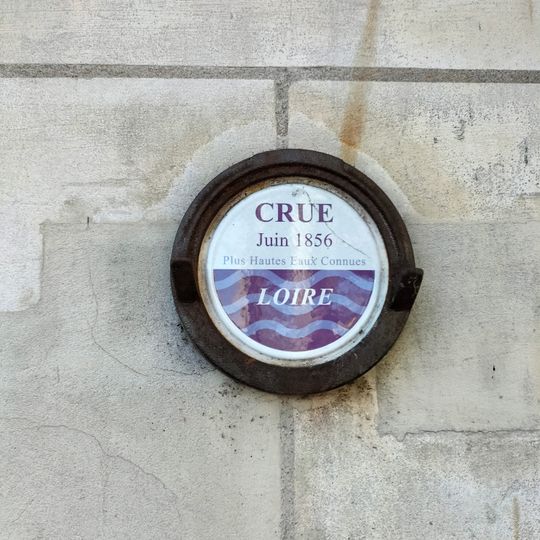 CRUE
Juin 1856
Plus Hautes Eaux Connues
LOIRE